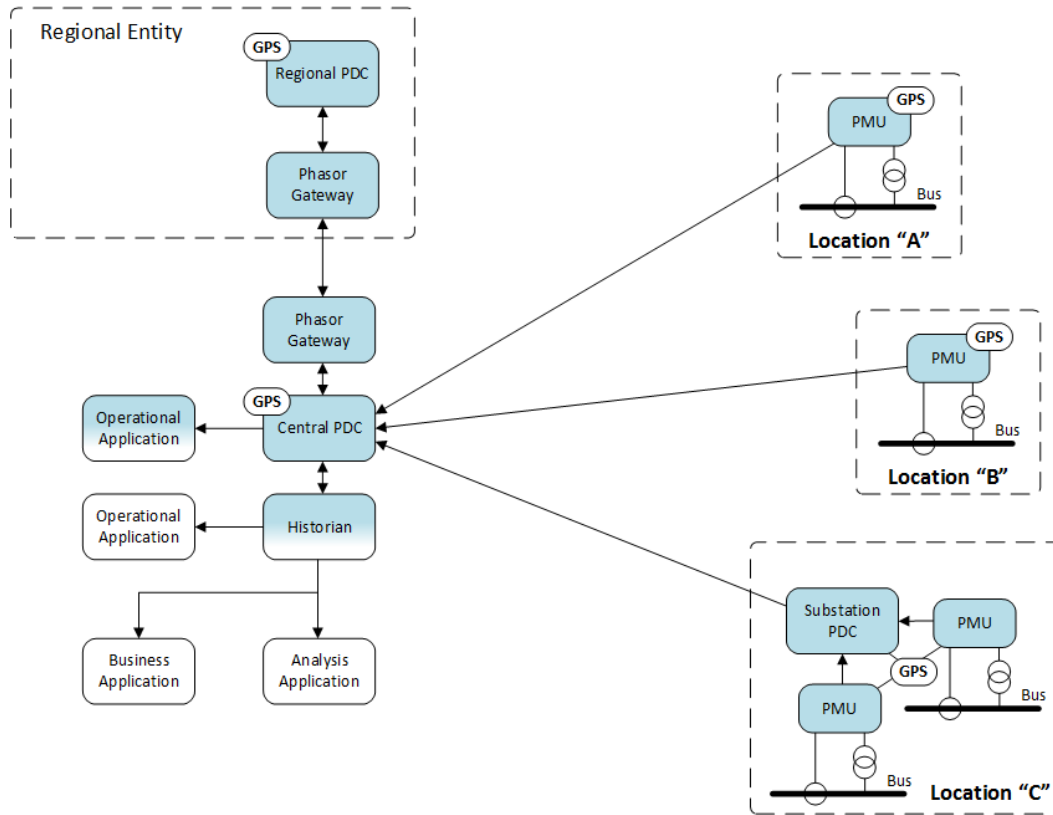 Regional Entity
GPS
Regional PDC
Phasor
Gateway
Phasor
Gateway
GPS
Central PDC
Operational
Application
Operational
Application
Historian
Business
Application
Analysis
Application
GPS
PMU
Bus
Location “A”
GPS
PMU
Bus
Location “B”
Substation
PDC
PMU
GPS
PMU
Bus
Bus
Location “C”